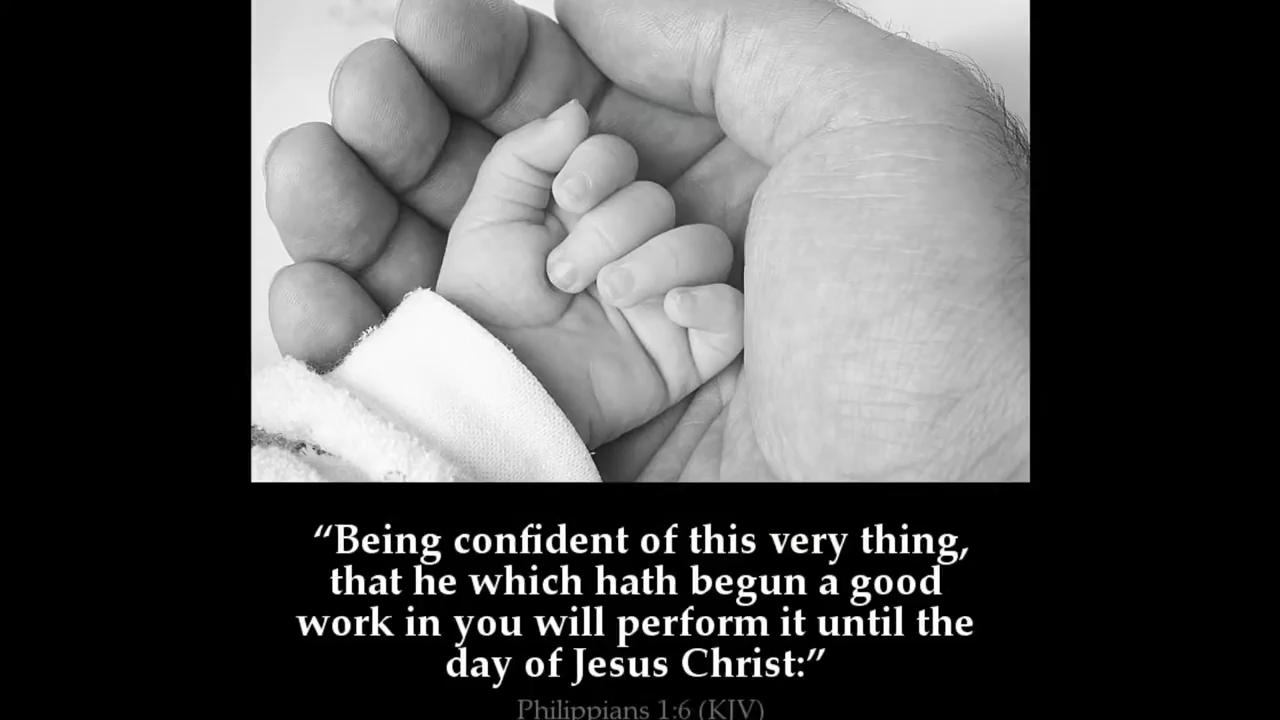 “Being confident of this very thing,
that he which hath begun a good
work in you will perform it until the
day of Jesus Christ:”
Philippians 1:6 (KJV)